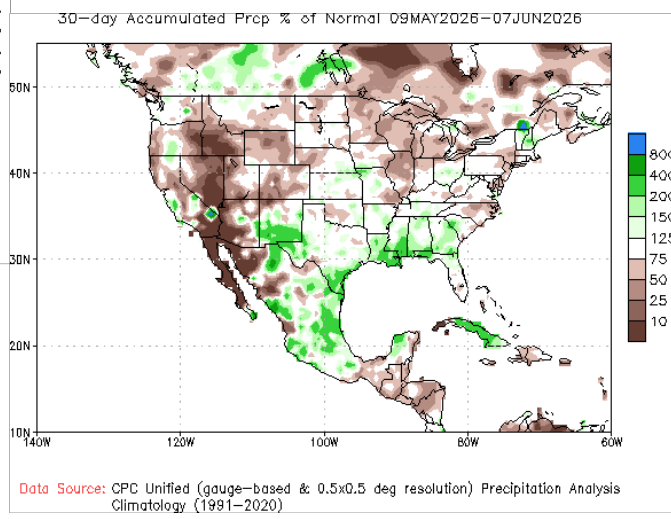 30-day Accumulated Prcp % of Normal 09MAY2026-07JUN2026
50N
40N
30N
20N
10N
140W
120W
100W
80W
60W
800
400
200
150
125
75
50
25
10
Data Source: CPC Unified (gauge-based & 0.5x0.5 deg resolution) Precipitation Analysis
Climatology (1991-2020)